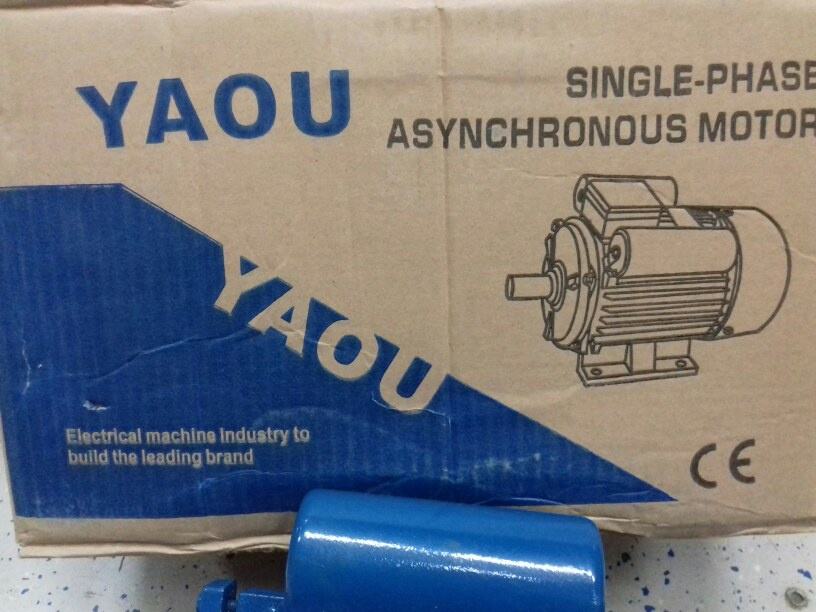 YAOU
SINGLE-PHASE
ASYNCHRONOUS MOTOR
YAOU
Electrical machine Industry to
build the leading brand
CE